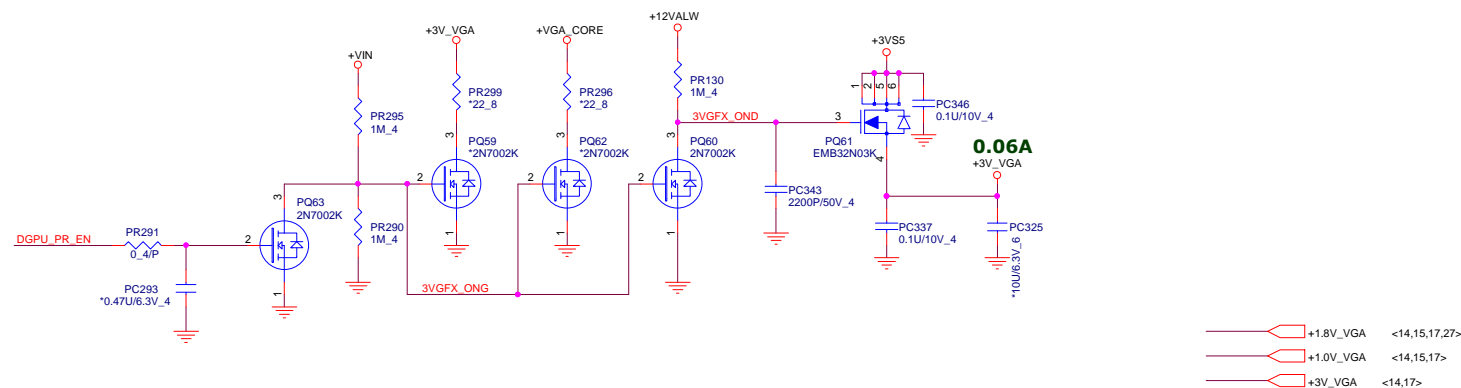 +VIN
+3V_VGA
+VGA_CORE
+12VALW
+3VS5
PR295
1M_4
PR299
*22_8
PR296
*22_8
PR130
1M_4
1
2
5
6
PC346
0.1U/10V_4
3VGFX_OND
3
PQ61
EMB32N03K
4
0.06A
+3V_VGA
3
PQ59
*2N7002K
2
1
3
PQ62
*2N7002K
2
1
3
PQ60
2N7002K
2
1
PC343
2200P/50V_4
PC337
0.1U/10V_4
PC325
*10U/6.3V_6
3
PQ63
2N7002K
2
1
PR290
1M_4
DGPU_PR_EN
PR291
0_4/P
PC293
*0.47U/6.3V_4
3VGFX_ONG
+1.8V_VGA <14,15,17,27>
+1.0V_VGA <14,15,17>
+3V_VGA <14,17>